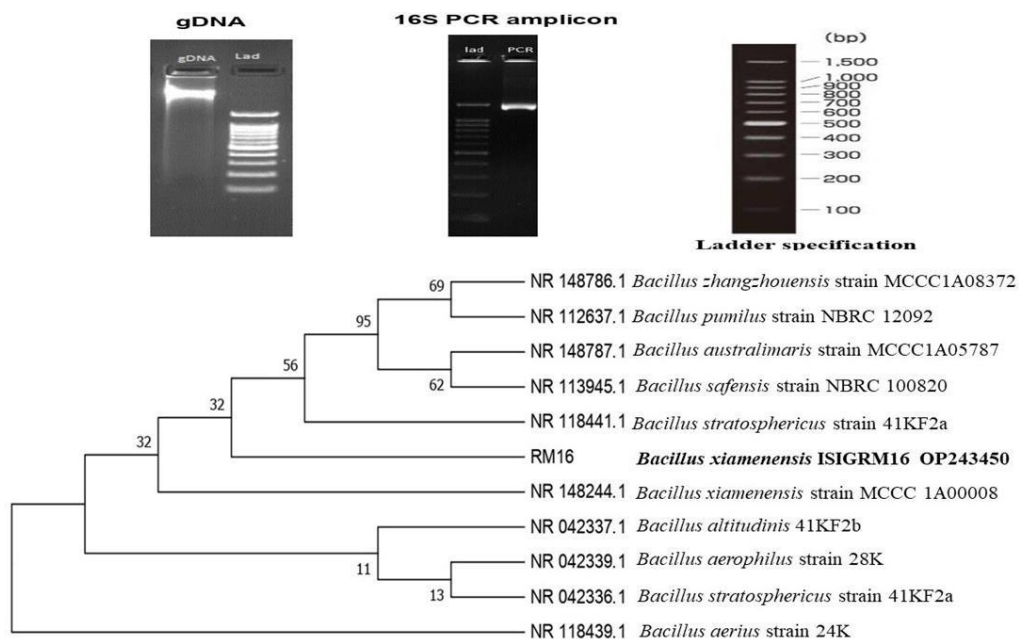 gDNA
16S PCR amplicon
gDNA Lad
lad PCR
(bp)
1,500
1,000
900
800
700
600
500
400
300
200
100
Ladder specification
NR 148786.1 Bacillus zhangzhouensis strain MCCC1A08372
69
NR 112637.1 Bacillus pumilus strain NBRC 12092
95
NR 148787.1 Bacillus australimaris strain MCCC1A05787
56
62
NR 113945.1 Bacillus safensis strain NBRC 100820
32
NR 118441.1 Bacillus stratosphericus strain 41KF2a
32
RM16 Bacillus xiamenensis ISIGRM16 OP243450
NR 148244.1 Bacillus xiamenensis strain MCCC 1A00008
NR 042337.1 Bacillus altitudinis 41KF2b
11
NR 042339.1 Bacillus aerophilus strain 28K
13
NR 042336.1 Bacillus stratosphericus strain 41KF2a
NR 118439.1 Bacillus aerius strain 24K